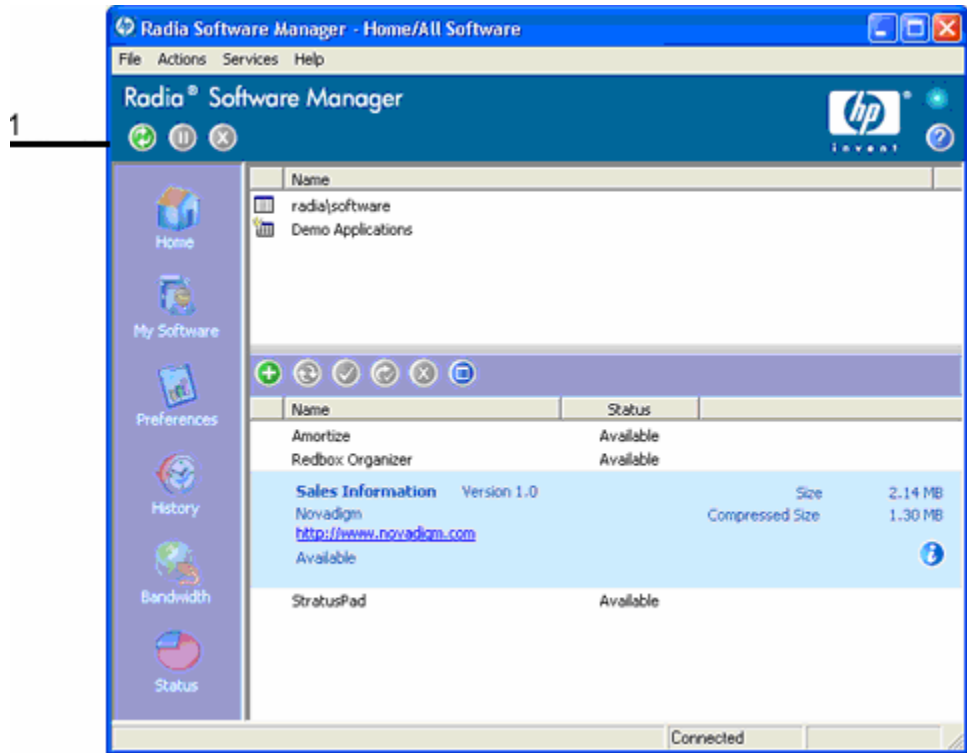 Radia Software Manager - Home/All Software
File Actions Services Help
Radia® Software Manager
hp®
invent
?
1
Home
My Software
Preferences
History
Bandwidth
Status
Name
radia\software
Demo Applications
Name Status
Amortize Available
Redbox Organizer Available
Sales Information Version 1.0 Size 2.14 MB
Novadigm Compressed Size 1.30 MB
http://www.novadigm.com
Available
i
StratusPad Available
Connected